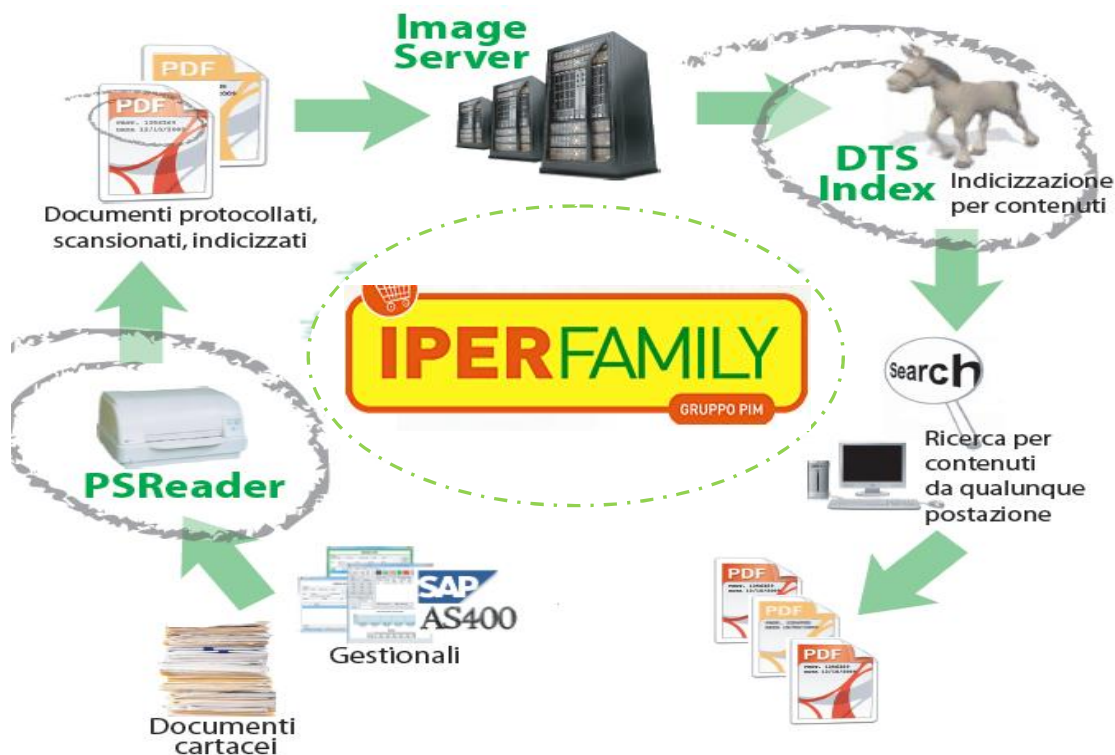 Image
Server
PDF
PDF
Documenti protocollati,
scansionati, indicizzati
DTS
Index
Indicizzazione
per contenuti
IPERFAMILY
GRUPPO PIM
Search
Ricerca per
contenuti
da qualunque
postazione
PSReader
SAP
AS400
Gestionali
Documenti
cartacei
PDF
PDF
PDF